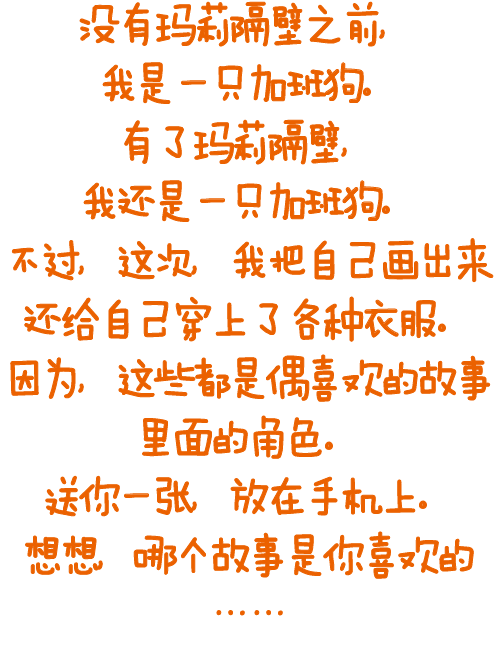 没有玛莉隔壁之前,
我是一只加班狗.
有了玛莉隔壁,
我还是一只加班狗.
不过, 这次, 我把自己画出来
还给自己穿上了各种衣服.
因为, 这些都是偶喜欢的故事
里面的角色.
送你一张, 放在手机上.
想想, 哪个故事是你喜欢的
……